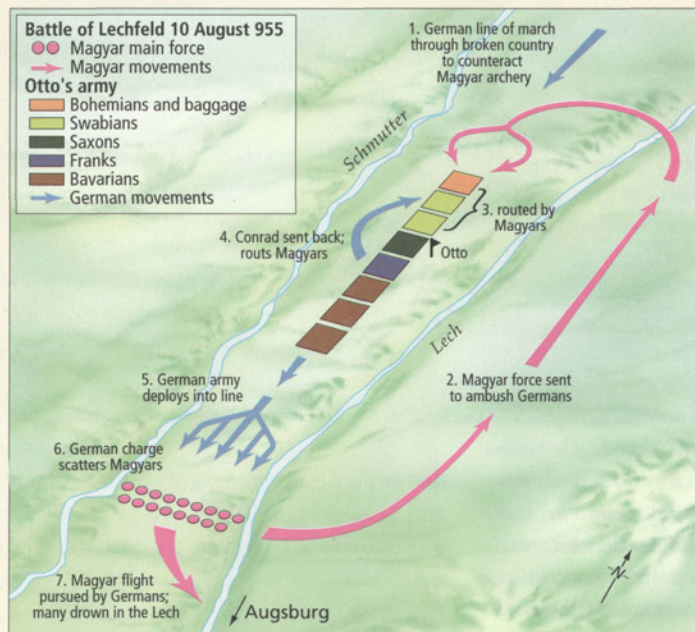 Battle of Lechfeld 10 August 955
Magyar main force
Magyar movements
Otto's army
Bohemians and baggage
Swabians
Saxons
Franks
Bavarians
German movements
1. German line of march
through broken country
to counteract
Magyar archery
Schmutter
3. routed by
Magyars
4. Conrad sent back;
routs Magyars
Otto
Lech
5. German army
deploys into line
2. Magyar force sent
to ambush Germans
6. German charge
scatters Magyars
7. Magyar flight
pursued by Germans;
many drown in the Lech
Augsburg
N